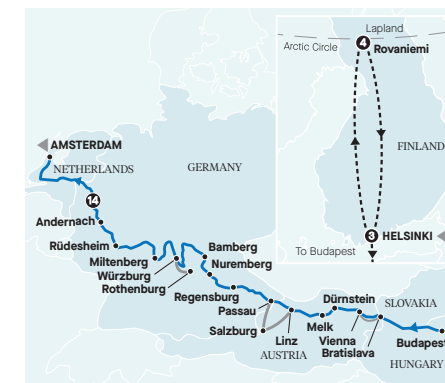 Lapland
Arctic Circle
4
Rovaniemi
FINLAND
3
HELSINKI
To Budapest
AMSTERDAM
NETHERLANDS
GERMANY
14
Andernach
Rüdesheim
Miltenberg
Würzburg
Rothenburg
Bamberg
Nuremberg
Regensburg
Passau
Salzburg
Linz
AUSTRIA
Melk
Dürnstein
Vienna
Bratislava
SLOVAKIA
Budapest
HUNGARY